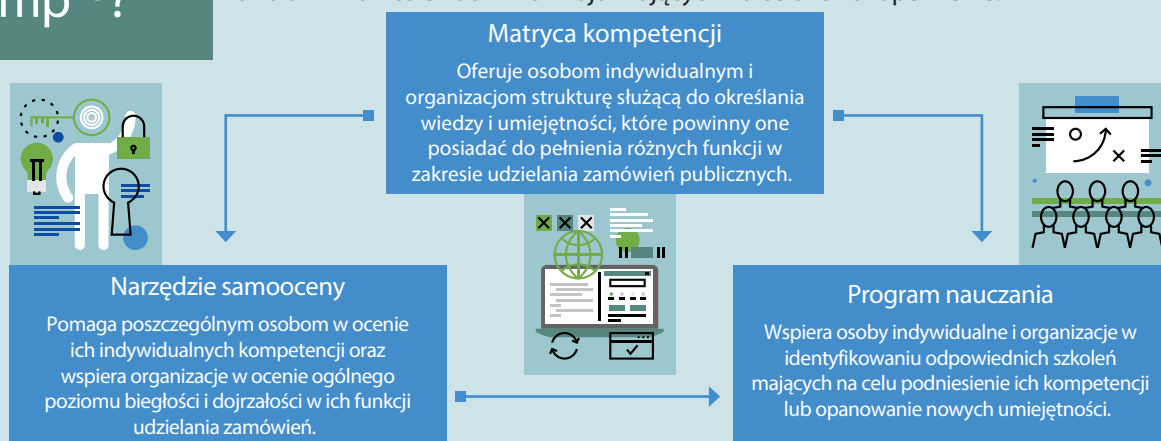 Matryca kompetencji
Oferuje osobom indywidualnym i
organizacjom strukturę służącą do określania
wiedzy i umiejętności, które powinny one
posiadać do pełnienia różnych funkcji w
zakresie udzielania zamówień publicznych.
Narzędzie samooceny
Pomaga poszczególnym osobom w ocenie
ich indywidualnych kompetencji oraz
wspiera organizacje w ocenie ogólnego
poziomu biegłości i dojrzałości w ich funkcji
udzielania zamówień.
Program nauczania
Wspiera osoby indywidualne i organizacje w
identyfikowaniu odpowiednich szkoleń
mających na celu podniesienie ich kompetencji
lub opanowanie nowych umiejętności.